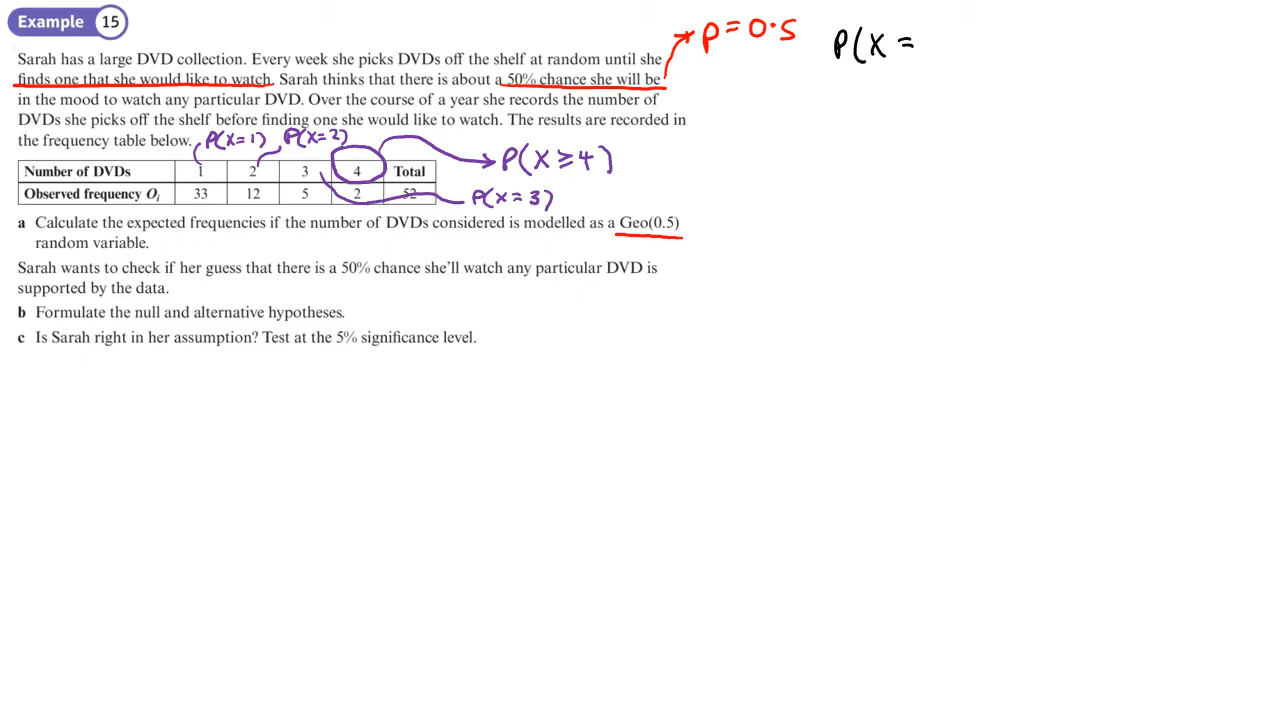 Example 15
p = 0.5
P(X =
Sarah has a large DVD collection. Every week she picks DVDs off the shelf at random until she
finds one that she would like to watch. Sarah thinks that there is about a 50% chance she will be
in the mood to watch any particular DVD. Over the course of a year she records the number of
DVDs she picks off the shelf before finding one she would like to watch. The results are recorded in
the frequency table below.
P(X=1) P(X=2)
Number of DVDs 1 2 3 4 Total
P(X ≥ 4)
Observed frequency Oi 33 12 5 2 52
P(X = 3)
a Calculate the expected frequencies if the number of DVDs considered is modelled as a Geo(0.5)
random variable.
Sarah wants to check if her guess that there is a 50% chance she'll watch any particular DVD is
supported by the data.
b Formulate the null and alternative hypotheses.
c Is Sarah right in her assumption? Test at the 5% significance level.